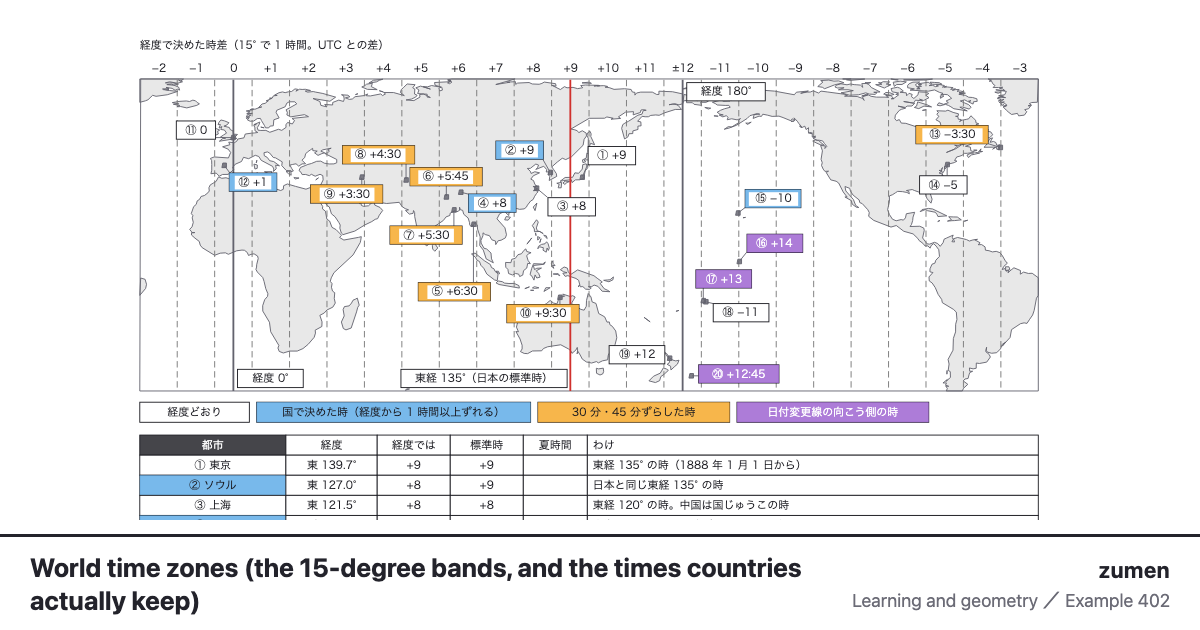 経度で決めた時差（15° で 1 時間。UTC との差）
−2 −1 0 +1 +2 +3 +4 +5 +6 +7 +8 +9 +10 +11 ±12 −11 −10 −9 −8 −7 −6 −5 −4 −3
経度 180°
⑪ 0
⑬ −3:30
② +9
① +9
⑧ +4:30
⑥ +5:45
⑫ +1
⑨ +3:30
⑭ −5
④ +8
③ +8
⑮ −10
⑦ +5:30
⑯ +14
⑰ +13
⑤ +6:30
⑩ +9:30
⑱ −11
⑲ +12
⑳ +12:45
経度 0°
東経 135°（日本の標準時）
経度どおり
国で決めた時（経度から 1 時間以上ずれる）
30 分・45 分ずらした時
日付変更線の向こう側の時
都市 経度 経度では 標準時 夏時間 わけ
① 東京 東 139.7° +9 +9 東経 135° の時（1888 年 1 月 1 日から）
② ソウル 東 127.0° +8 +9 日本と同じ東経 135° の時
③ 上海 東 121.5° +8 +8 東経 120° の時。中国は国じゅうこの時
World time zones (the 15-degree bands, and the times countries
actually keep)
zumen
Learning and geometry ／ Example 402